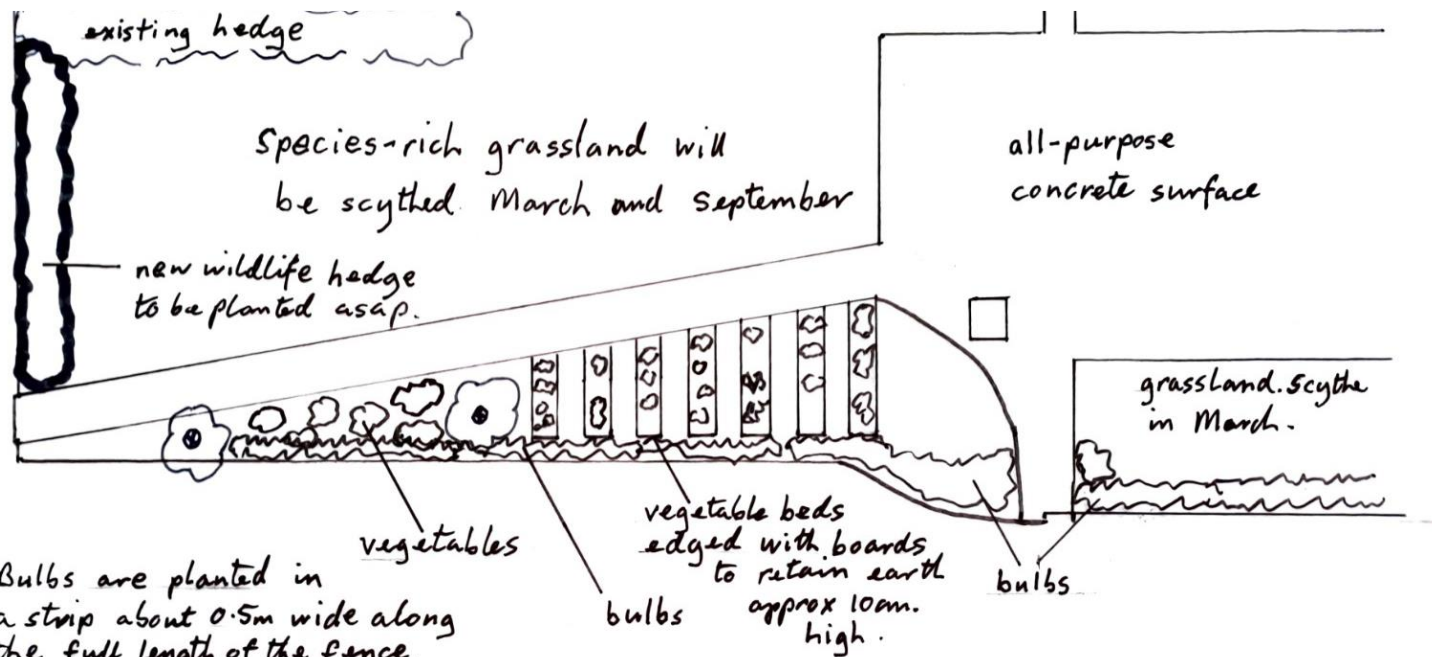 existing hedge
Species-rich grassland will
be scythed March and September
all-purpose
concrete surface
new wildlife hedge
to be planted asap.
grassland. Scythe
in March.
vegetables
bulbs
vegetable beds
edged with boards
to retain earth
approx 10cm.
high.
bulbs
Bulbs are planted in
a strip about 0.5m wide along
the full length of the fence